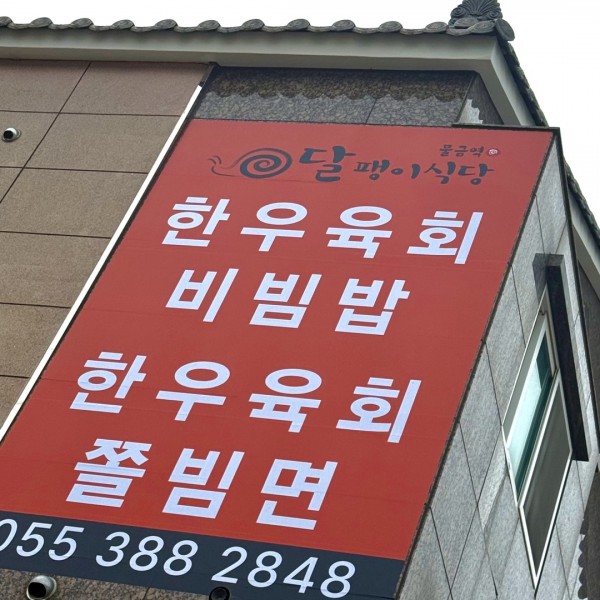 물금역
달팽이식당
한우육회
비빔밥
한우육회
쫄빔면
055 388 2848